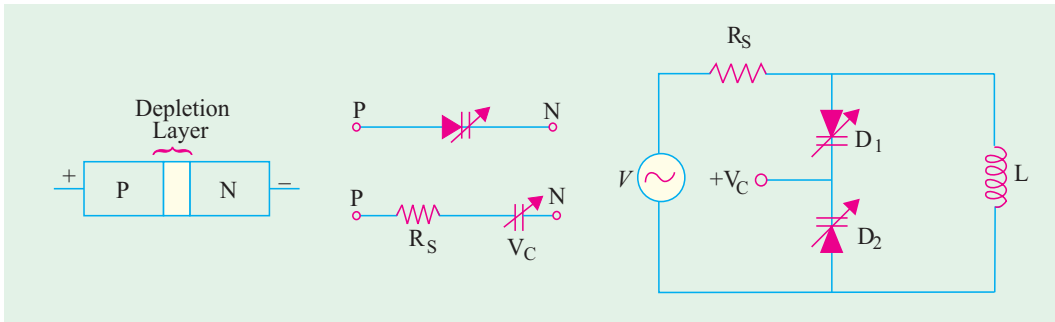 Depletion
Layer
+
P
N
–
P
N
P
N
R_S
V_C
R_S
V
+V_C
D_1
D_2
L